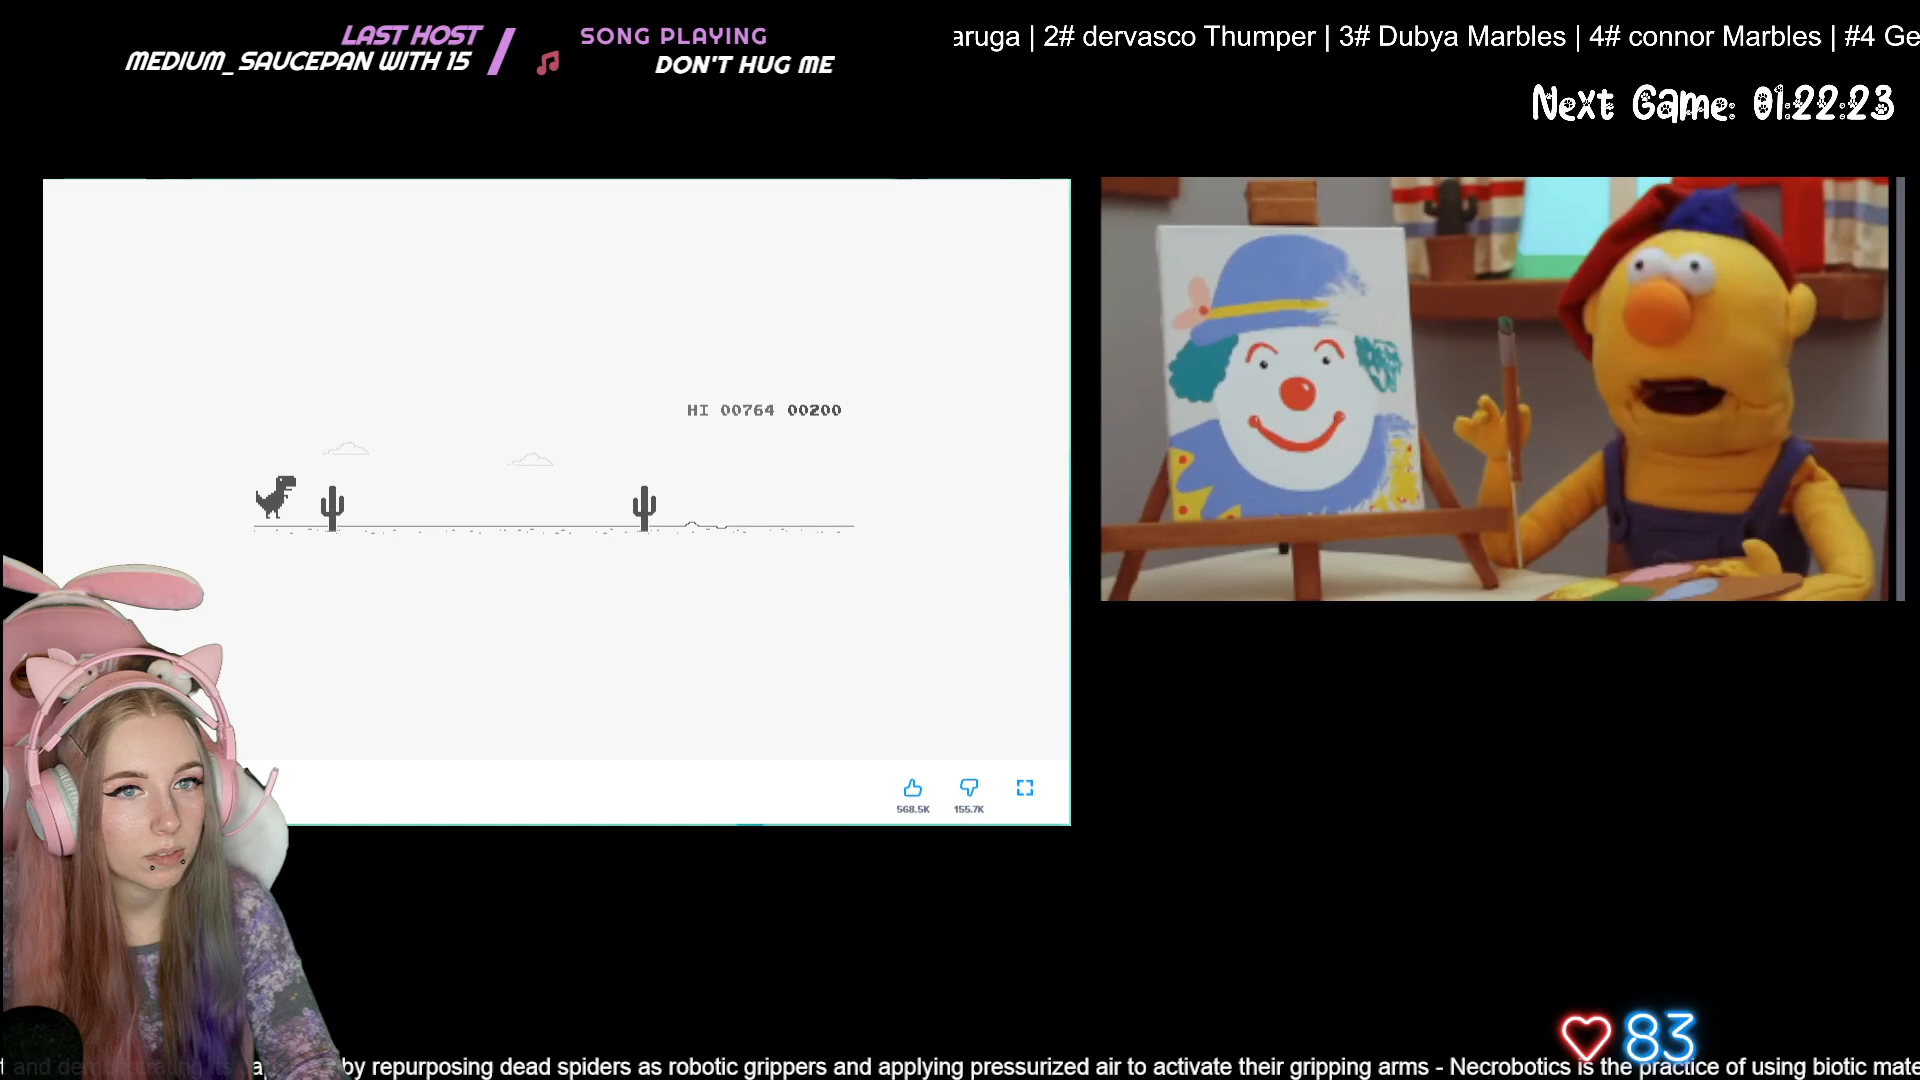 LAST HOST
MEDIUM_SAUCEPAN WITH 15
SONG PLAYING
DON'T HUG ME
aruga | 2# dervasco Thumper | 3# Dubya Marbles | 4# connor Marbles | #4 Ge
Next Game: 01:22:23
HI 00764 00200
568.5K 155.7K
83
by repurposing dead spiders as robotic grippers and applying pressurized air to activate their gripping arms - Necrobotics is the practice of using biotic mate